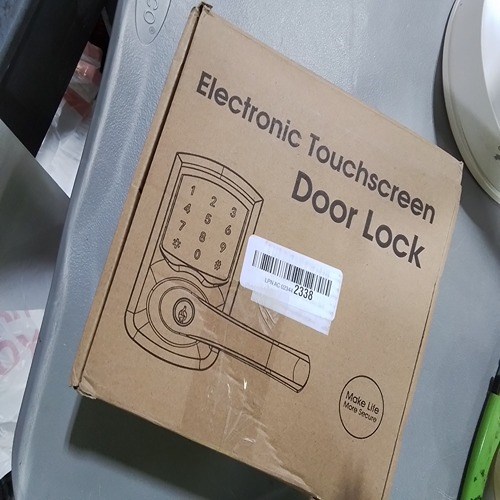 Electronic Touchscreen
Door Lock
1 2 3
4 5 6
7 8 9
* 0 #
2338
Make Life
More Secure